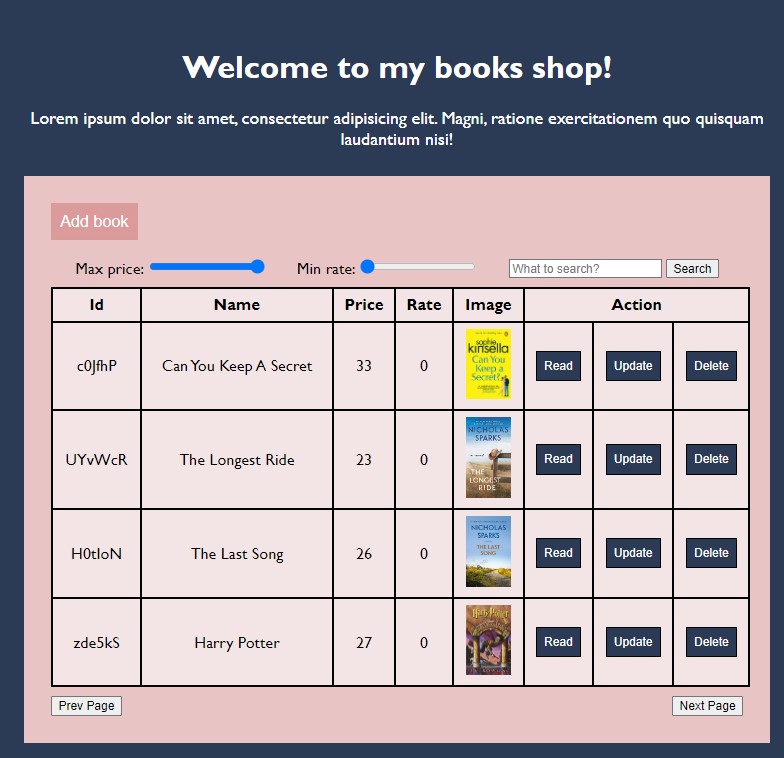 Welcome to my books shop!
Lorem ipsum dolor sit amet, consectetur adipisicing elit. Magni, ratione exercitationem quo quisquam
laudantium nisi!
Add book
Max price: Min rate: What to search? Search
Id Name Price Rate Image Action
c0JfhP Can You Keep A Secret 33 0 Read Update Delete
sophie
kinsella
Can You
Keep a
Secret?
UYvWcR The Longest Ride 23 0 Read Update Delete
NICHOLAS
SPARKS
THE
LONGEST
RIDE
H0tIoN The Last Song 26 0 Read Update Delete
NICHOLAS
SPARKS
THE LAST
SONG
zde5kS Harry Potter 27 0 Read Update Delete
Harry Potter
Prev Page Next Page